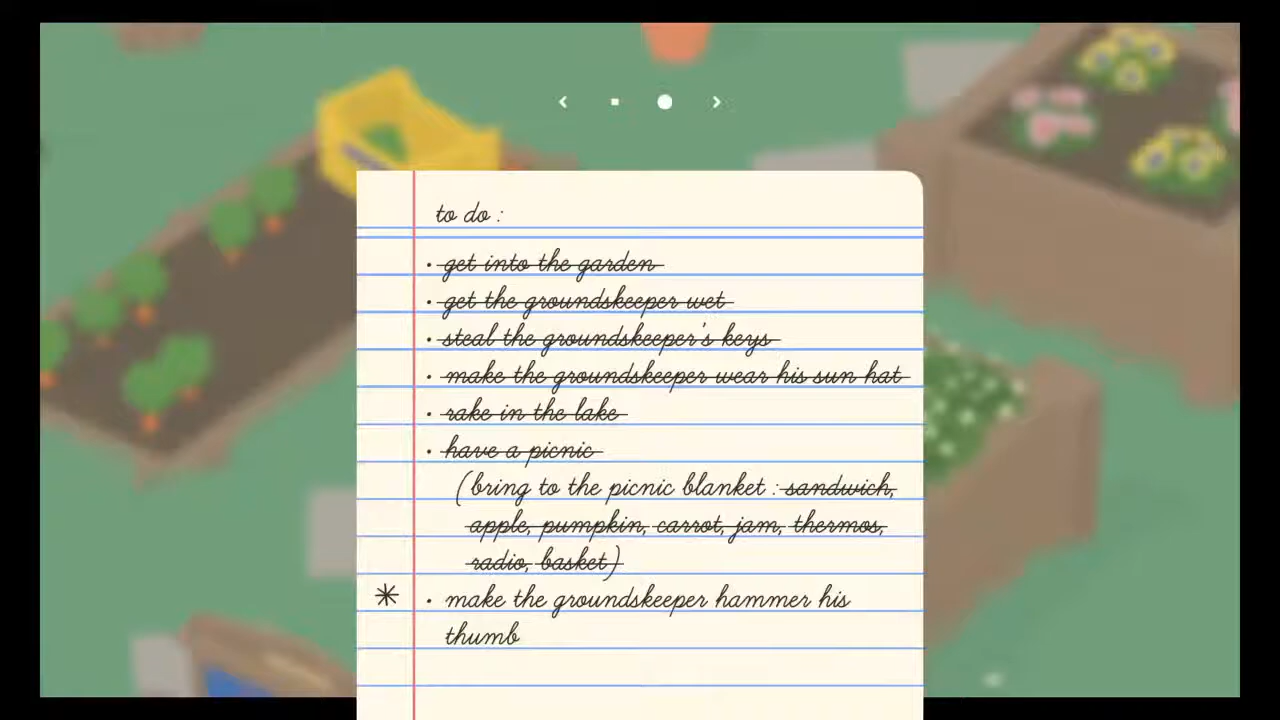 to do :
• get into the garden
• get the groundskeeper wet
• steal the groundskeeper's keys
• make the groundskeeper wear his sun hat
• rake in the lake
• have a picnic
(bring to the picnic blanket : sandwich,
apple, pumpkin, carrot, jam, thermos,
radio, basket)
• make the groundskeeper hammer his
thumb